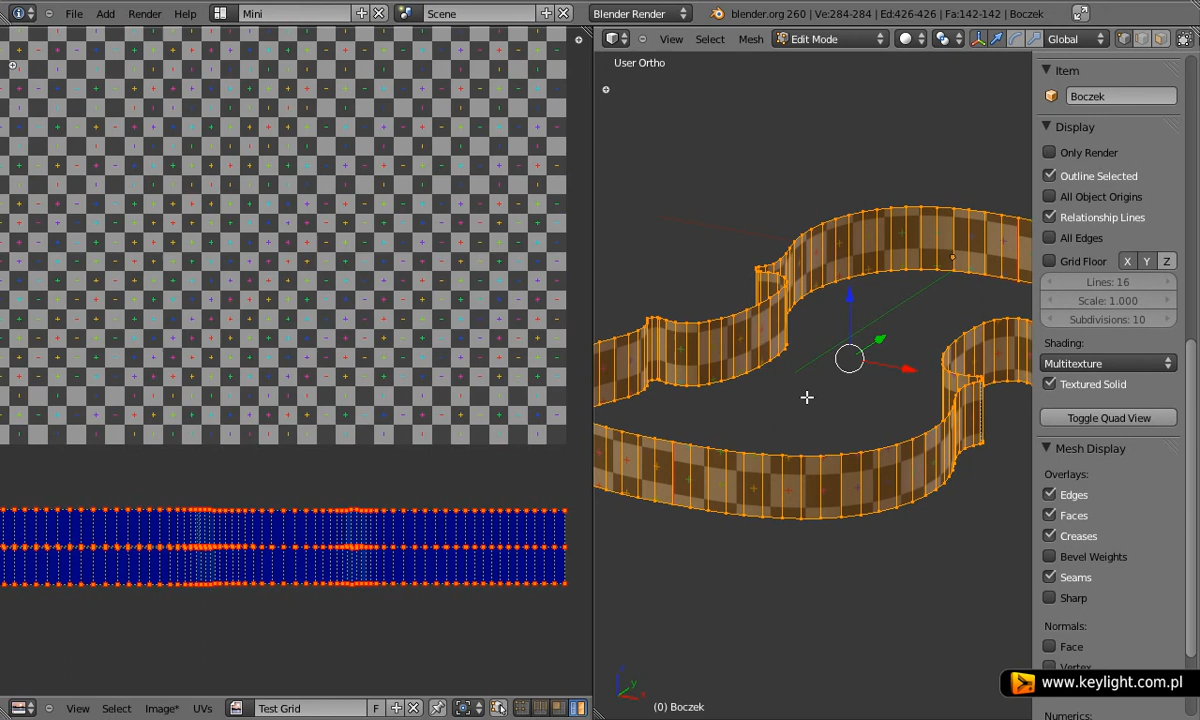 File Add Render Help Mini Scene Blender Render blender.org 260 | Ve:284-284 | Ed:426-426 | Fa:142-142 | Boczek
View Select Mesh Edit Mode Global
User Ortho
Item
Boczek
Display
Only Render
Outline Selected
All Object Origins
Relationship Lines
All Edges
Grid Floor X Y Z
Lines: 16
Scale: 1.000
Subdivisions: 10
Shading:
Multitexture
Textured Solid
Toggle Quad View
Mesh Display
Overlays:
Edges
Faces
Creases
Bevel Weights
Seams
Sharp
Normals:
Face
Vertex
www.keylight.com.pl
Numerics:
z
y
x
(0) Boczek
View Select Image* UVs Test Grid F